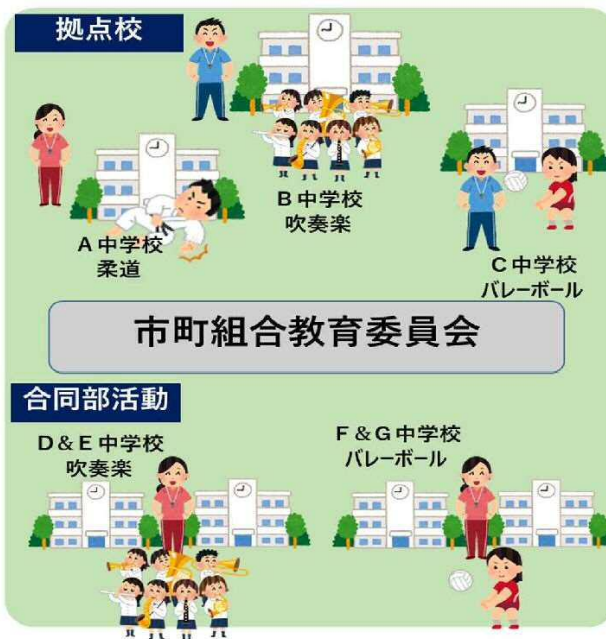 拠点校
A中学校
柔道
B中学校
吹奏楽
C中学校
バレーボール
市町組合教育委員会
合同部活動
D&E中学校
吹奏楽
F&G中学校
バレーボール